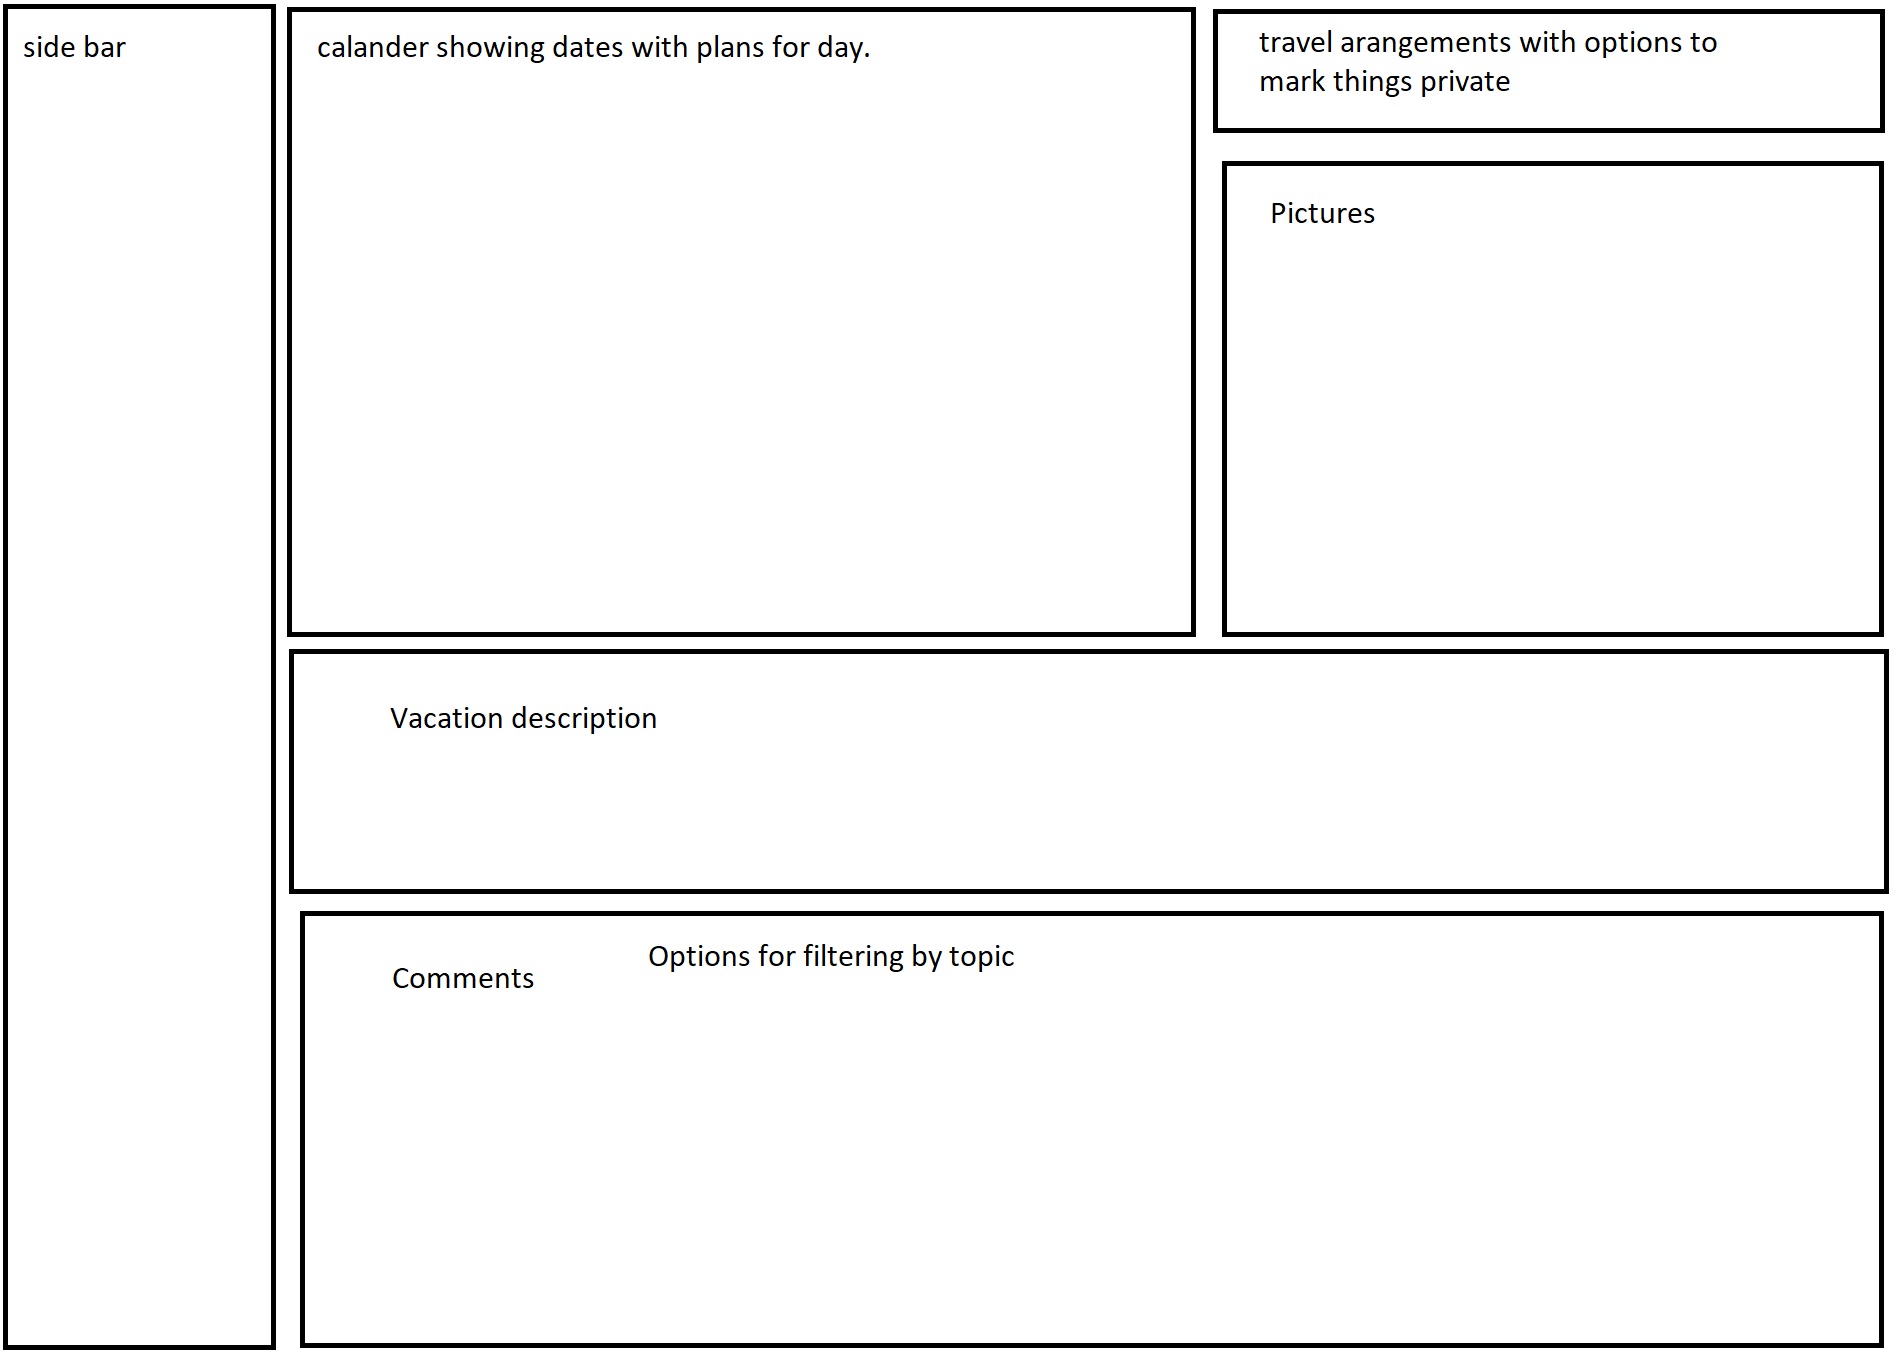 side bar
calander showing dates with plans for day.
travel arangements with options to
mark things private
Pictures
Vacation description
Comments
Options for filtering by topic